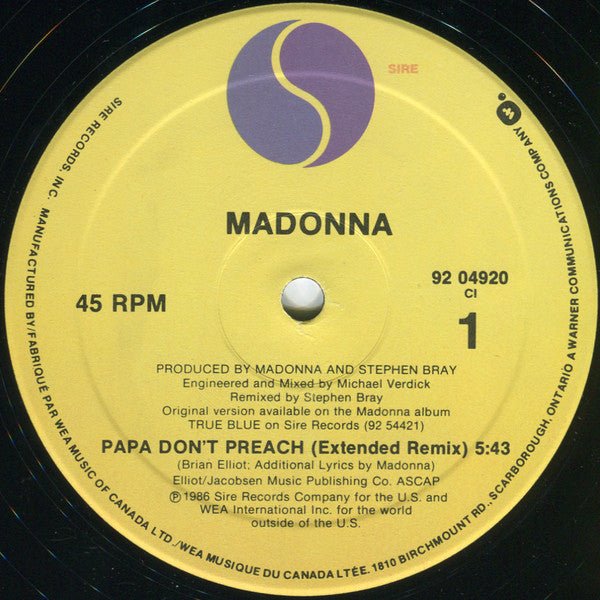 SIRE
MADONNA
45 RPM
92 04920
CI
1
PRODUCED BY MADONNA AND STEPHEN BRAY
Engineered and Mixed by Michael Verdick
Remixed by Stephen Bray
Original version available on the Madonna album
TRUE BLUE on Sire Records (92 54421)
PAPA DON'T PREACH (Extended Remix) 5:43
(Brian Elliot; Additional Lyrics by Madonna)
Elliot/Jacobsen Music Publishing Co. ASCAP
℗1986 Sire Records Company for the U.S. and
WEA International Inc. for the world
outside of the U.S.
SIRE RECORDS, INC. MANUFACTURED BY/FABRIQUÉ PAR WEA MUSIC OF CANADA LTD./WEA MUSIQUE DU CANADA LTÉE. 1810 BIRCHMOUNT RD., SCARBOROUGH, ONTARIO A WARNER COMMUNICATIONS COMPANY